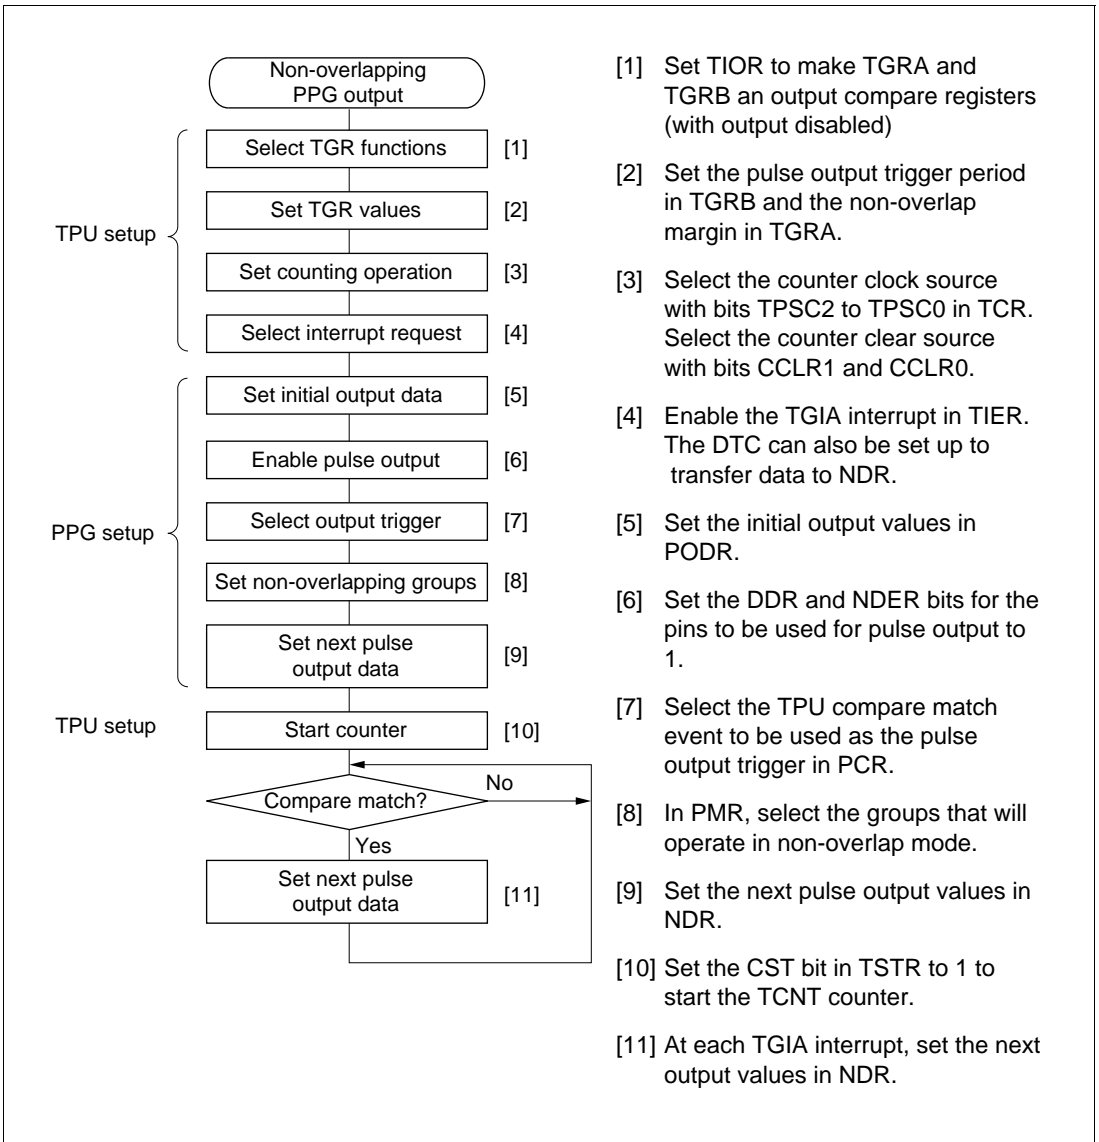 Non-overlapping
PPG output
TPU setup
Select TGR functions [1]
Set TGR values [2]
Set counting operation [3]
Select interrupt request [4]
PPG setup
Set initial output data [5]
Enable pulse output [6]
Select output trigger [7]
Set non-overlapping groups [8]
Set next pulse
output data [9]
TPU setup
Start counter [10]
Compare match?
No
Yes
Set next pulse
output data [11]
[1] Set TIOR to make TGRA and
TGRB an output compare registers
(with output disabled)
[2] Set the pulse output trigger period
in TGRB and the non-overlap
margin in TGRA.
[3] Select the counter clock source
with bits TPSC2 to TPSC0 in TCR.
Select the counter clear source
with bits CCLR1 and CCLR0.
[4] Enable the TGIA interrupt in TIER.
The DTC can also be set up to
transfer data to NDR.
[5] Set the initial output values in
PODR.
[6] Set the DDR and NDER bits for the
pins to be used for pulse output to
1.
[7] Select the TPU compare match
event to be used as the pulse
output trigger in PCR.
[8] In PMR, select the groups that will
operate in non-overlap mode.
[9] Set the next pulse output values in
NDR.
[10] Set the CST bit in TSTR to 1 to
start the TCNT counter.
[11] At each TGIA interrupt, set the next
output values in NDR.